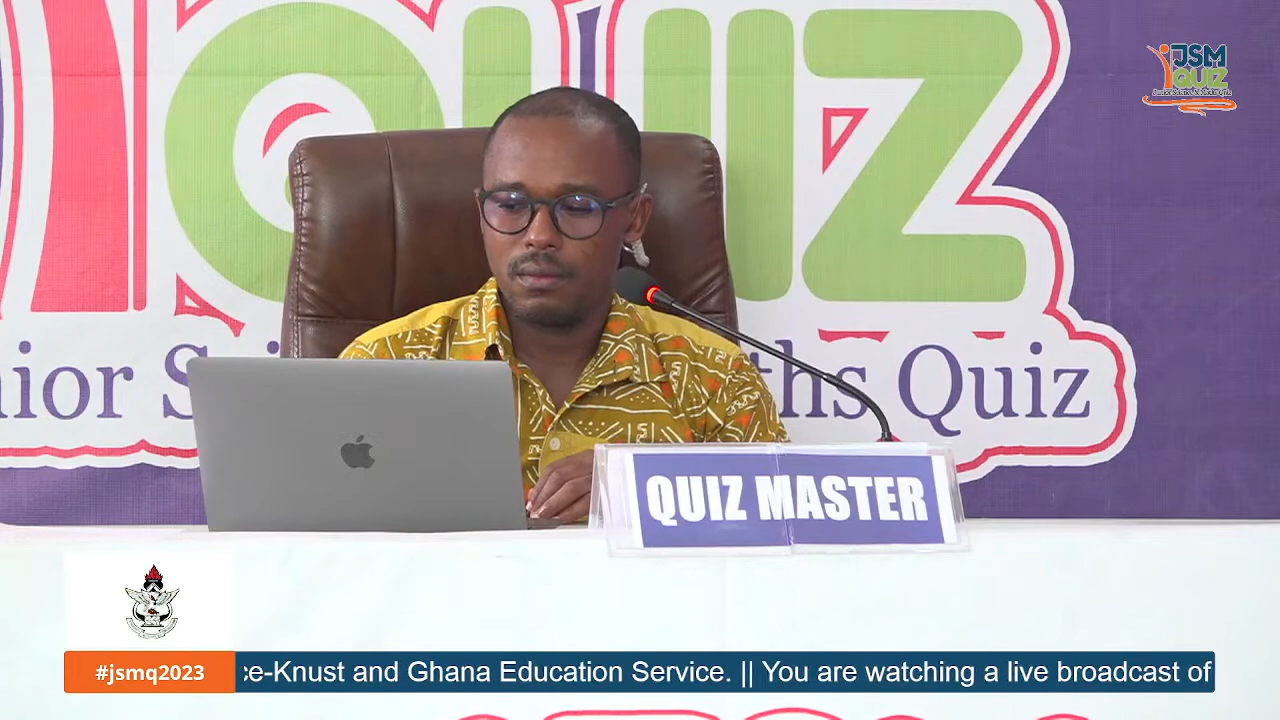 QUIZ
JSM
QUIZ
nior S
ths Quiz
QUIZ MASTER
#jsmq2023
ce-Knust and Ghana Education Service. || You are watching a live broadcast of